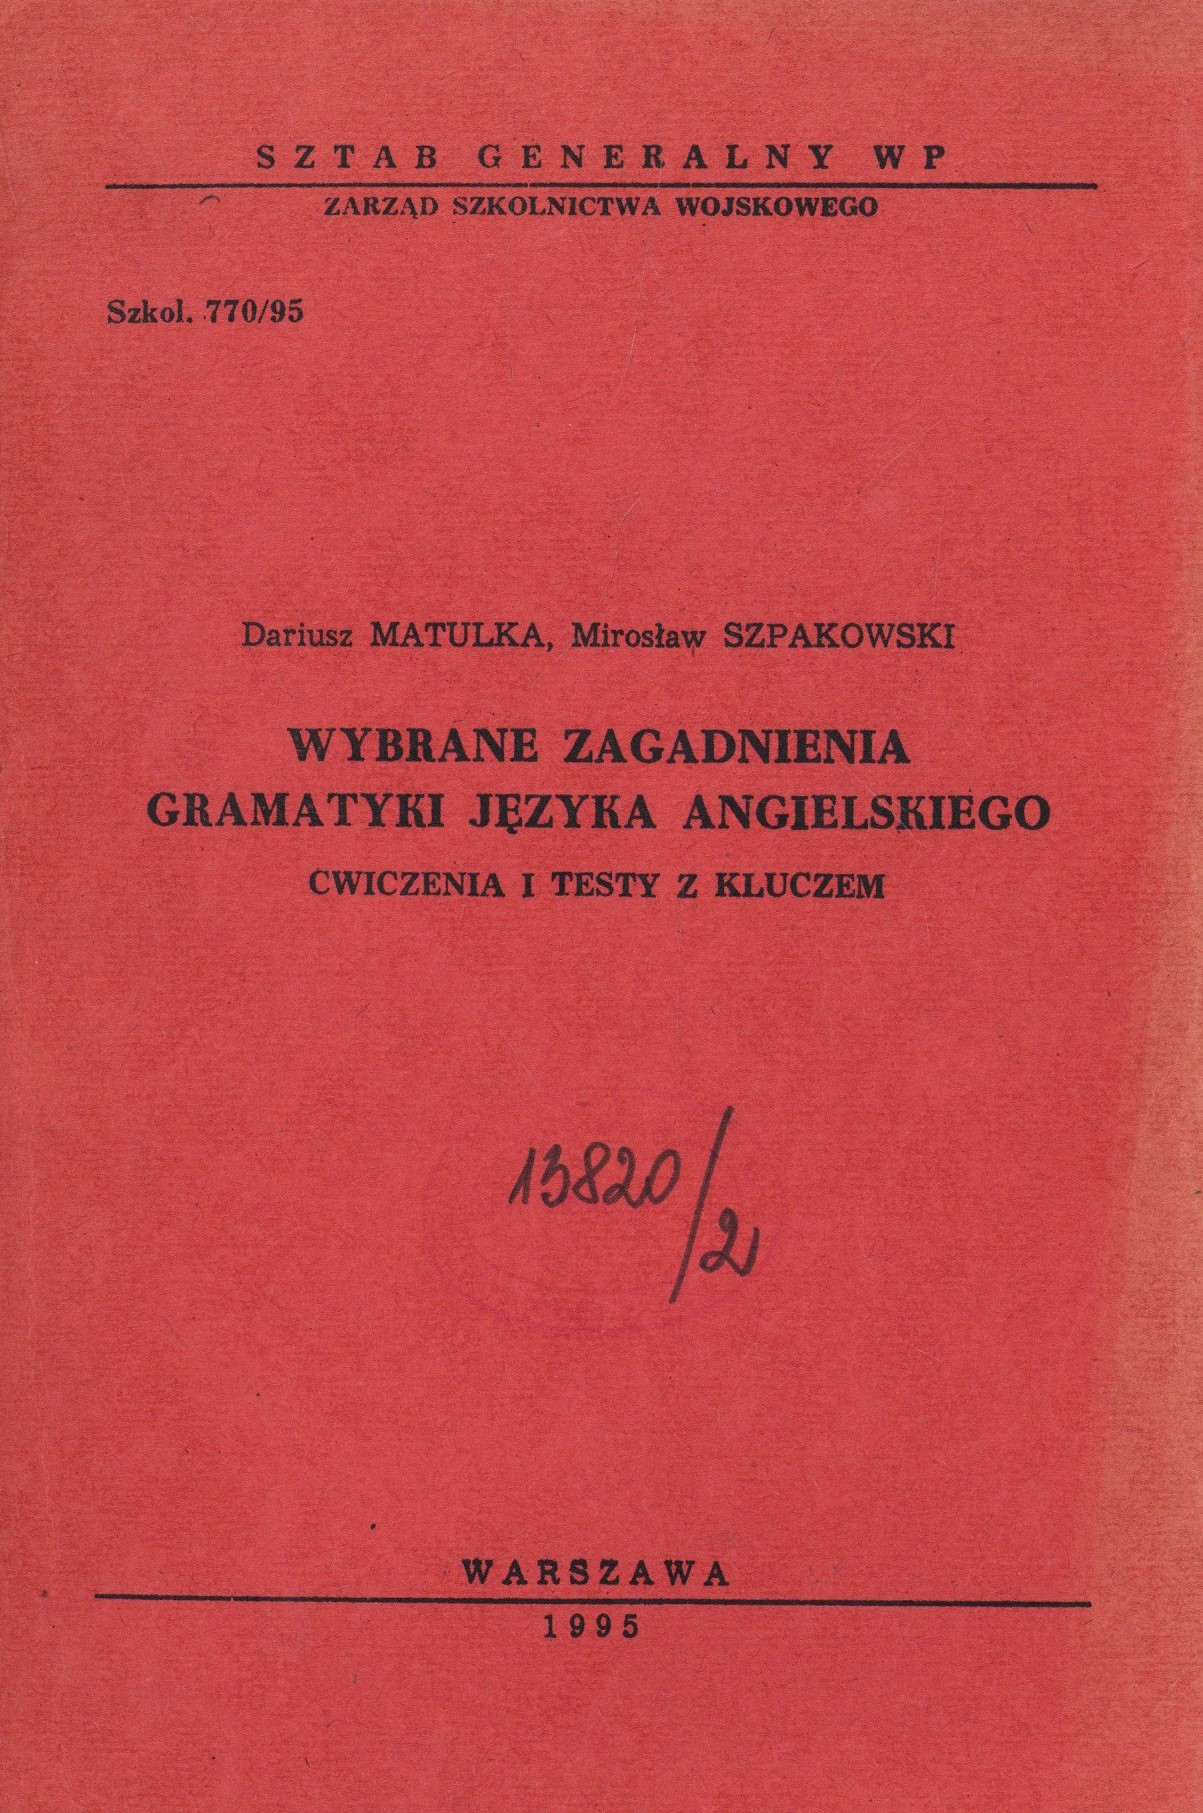 SZTAB GENERALNY WP
ZARZĄD SZKOLNICTWA WOJSKOWEGO
Szkol. 770/95
Dariusz MATULKA, Mirosław SZPAKOWSKI
WYBRANE ZAGADNIENIA
GRAMATYKI JĘZYKA ANGIELSKIEGO
CWICZENIA I TESTY Z KLUCZEM
13820/2
WARSZAWA
1995